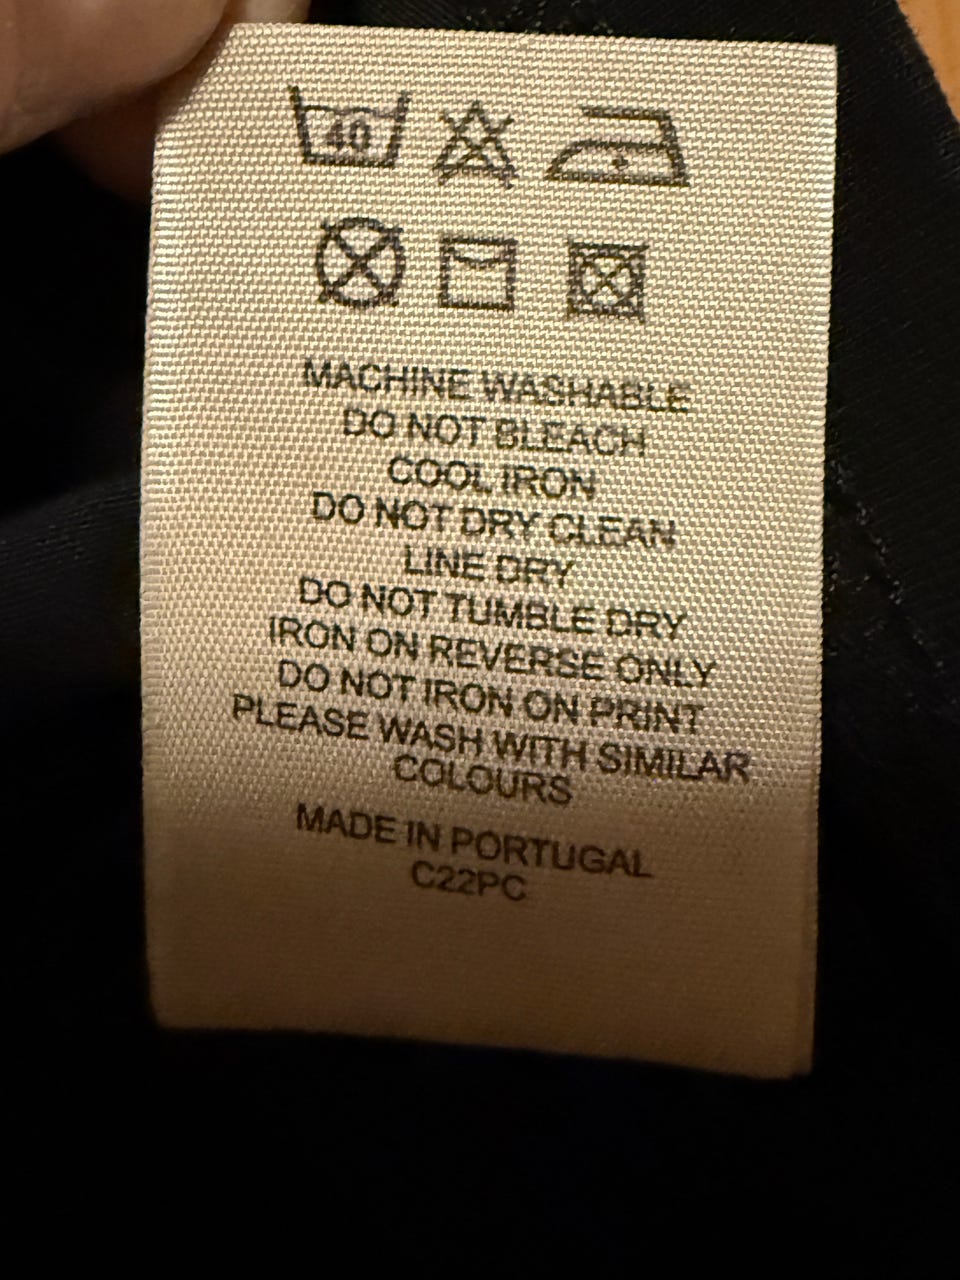 40
MACHINE WASHABLE
DO NOT BLEACH
COOL IRON
DO NOT DRY CLEAN
LINE DRY
DO NOT TUMBLE DRY
IRON ON REVERSE ONLY
DO NOT IRON ON PRINT
PLEASE WASH WITH SIMILAR
COLOURS
MADE IN PORTUGAL
C22PC